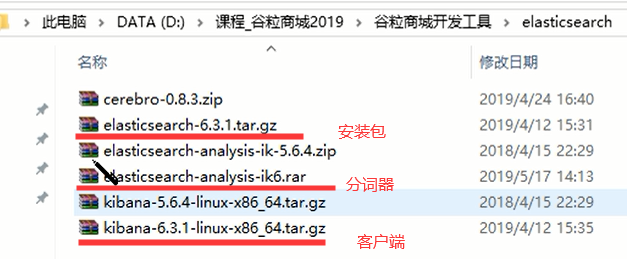 此电脑 > DATA (D:) > 课程_谷粒商城2019 > 谷粒商城开发工具 > elasticsearch
名称 修改日期
cerebro-0.8.3.zip 2019/4/24 16:40
elasticsearch-6.3.1.tar.gz 安装包 2019/4/12 15:31
elasticsearch-analysis-ik-5.6.4.zip 2018/4/15 22:29
elasticsearch-analysis-ik6.rar 分词器 2019/5/17 14:13
kibana-5.6.4-linux-x86_64.tar.gz 2018/4/15 22:29
kibana-6.3.1-linux-x86_64.tar.gz 客户端 2019/4/12 15:35